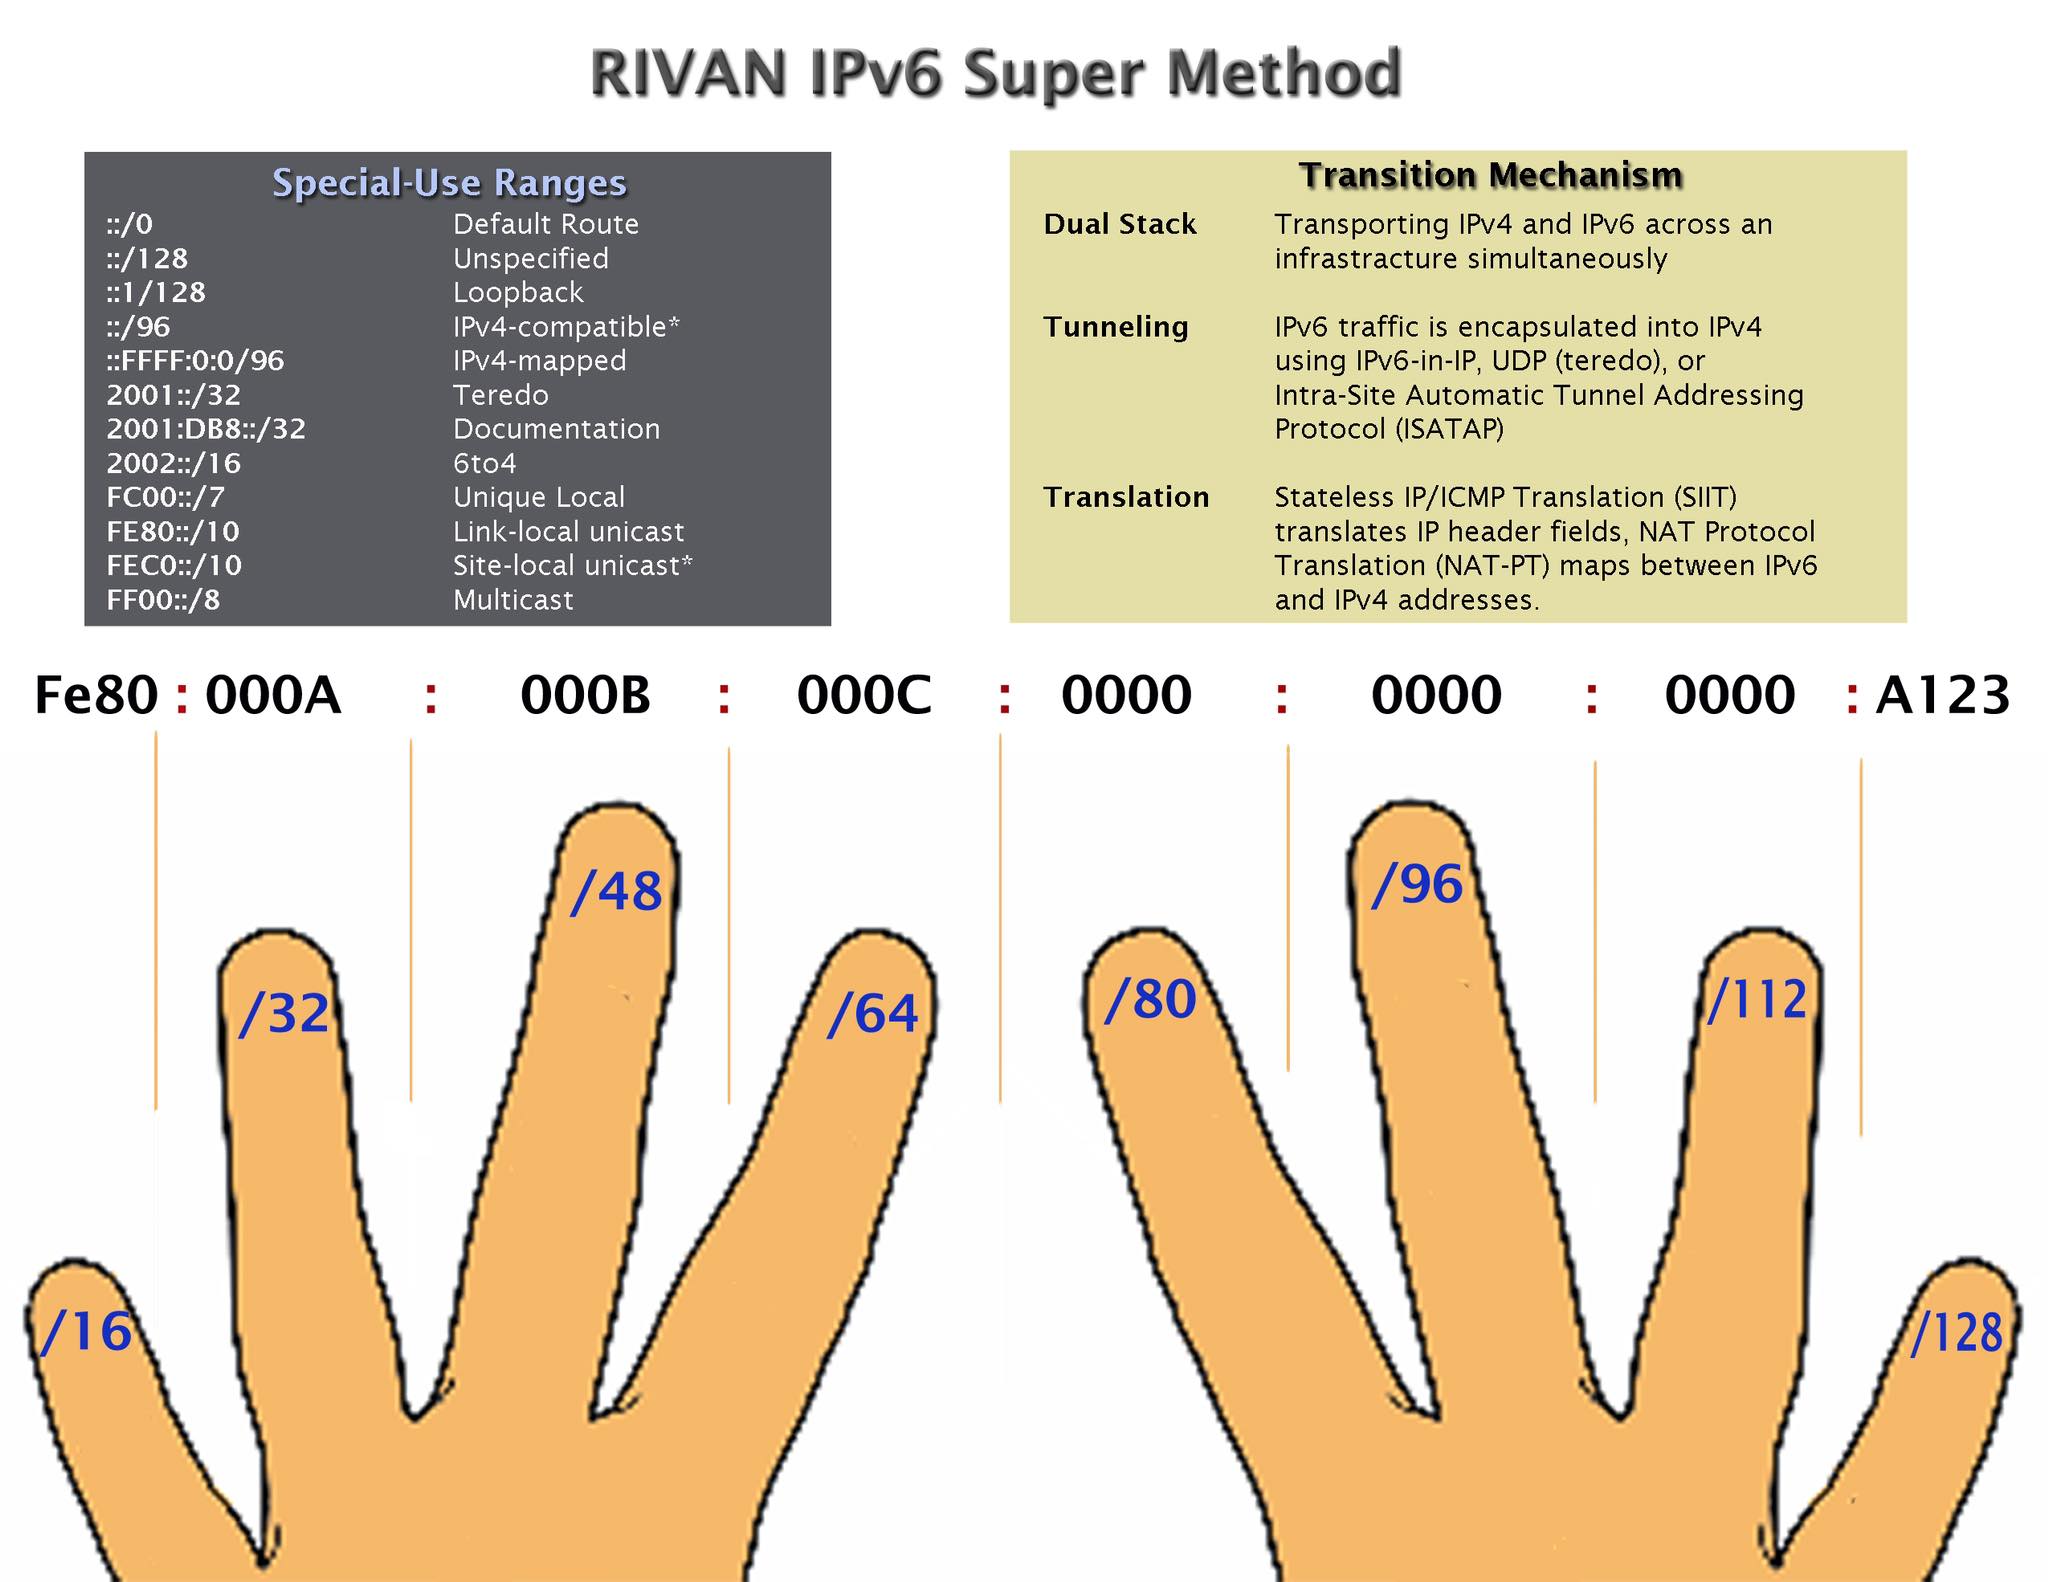 RIVAN IPv6 Super Method
Special-Use Ranges
::/0 Default Route
::/128 Unspecified
::1/128 Loopback
::/96 IPv4-compatible*
::FFFF:0:0/96 IPv4-mapped
2001::/32 Teredo
2001:DB8::/32 Documentation
2002::/16 6to4
FC00::/7 Unique Local
FE80::/10 Link-local unicast
FEC0::/10 Site-local unicast*
FF00::/8 Multicast
Transition Mechanism
Dual Stack Transporting IPv4 and IPv6 across an
infrastracture simultaneously
Tunneling IPv6 traffic is encapsulated into IPv4
using IPv6-in-IP, UDP (teredo), or
Intra-Site Automatic Tunnel Addressing
Protocol (ISATAP)
Translation Stateless IP/ICMP Translation (SIIT)
translates IP header fields, NAT Protocol
Translation (NAT-PT) maps between IPv6
and IPv4 addresses.
Fe80 : 000A : 000B : 000C : 0000 : 0000 : 0000 : A123
/16 /32 /48 /64 /80 /96 /112 /128